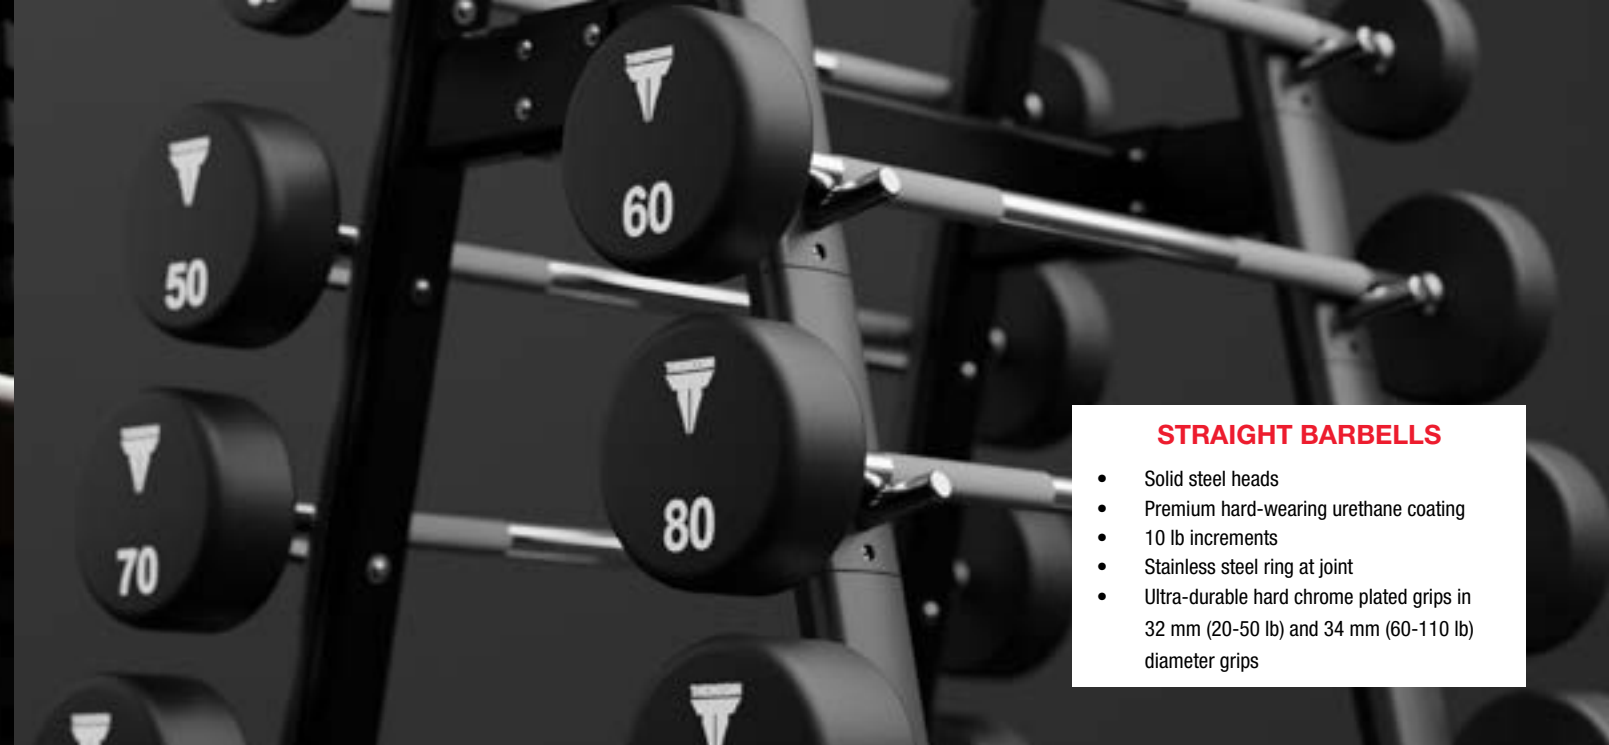 60
50
80
70
STRAIGHT BARBELLS
• Solid steel heads
• Premium hard-wearing urethane coating
• 10 lb increments
• Stainless steel ring at joint
• Ultra-durable hard chrome plated grips in
32 mm (20-50 lb) and 34 mm (60-110 lb)
diameter grips